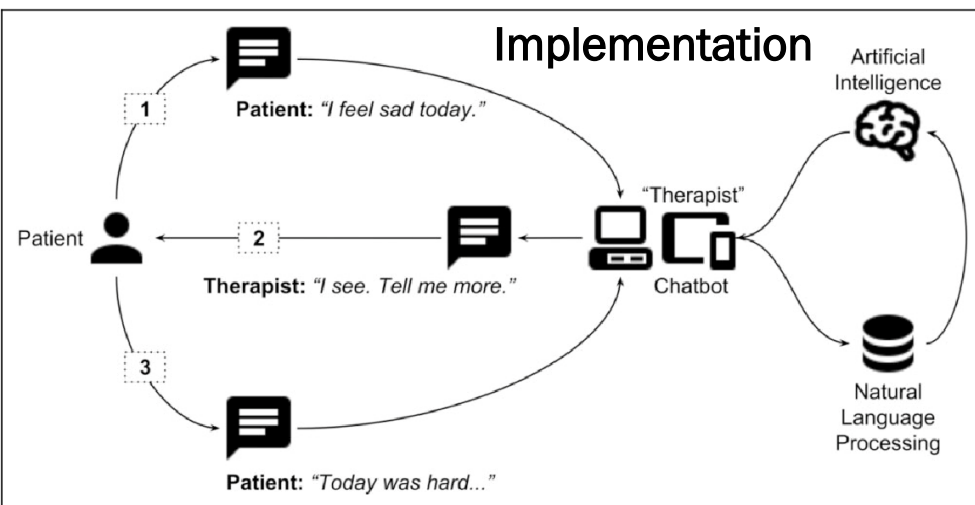 Implementation
Artificial
Intelligence
1
Patient: “I feel sad today.”
“Therapist”
Patient
2
Therapist: “I see. Tell me more.”
Chatbot
3
Natural
Language
Processing
Patient: “Today was hard...”